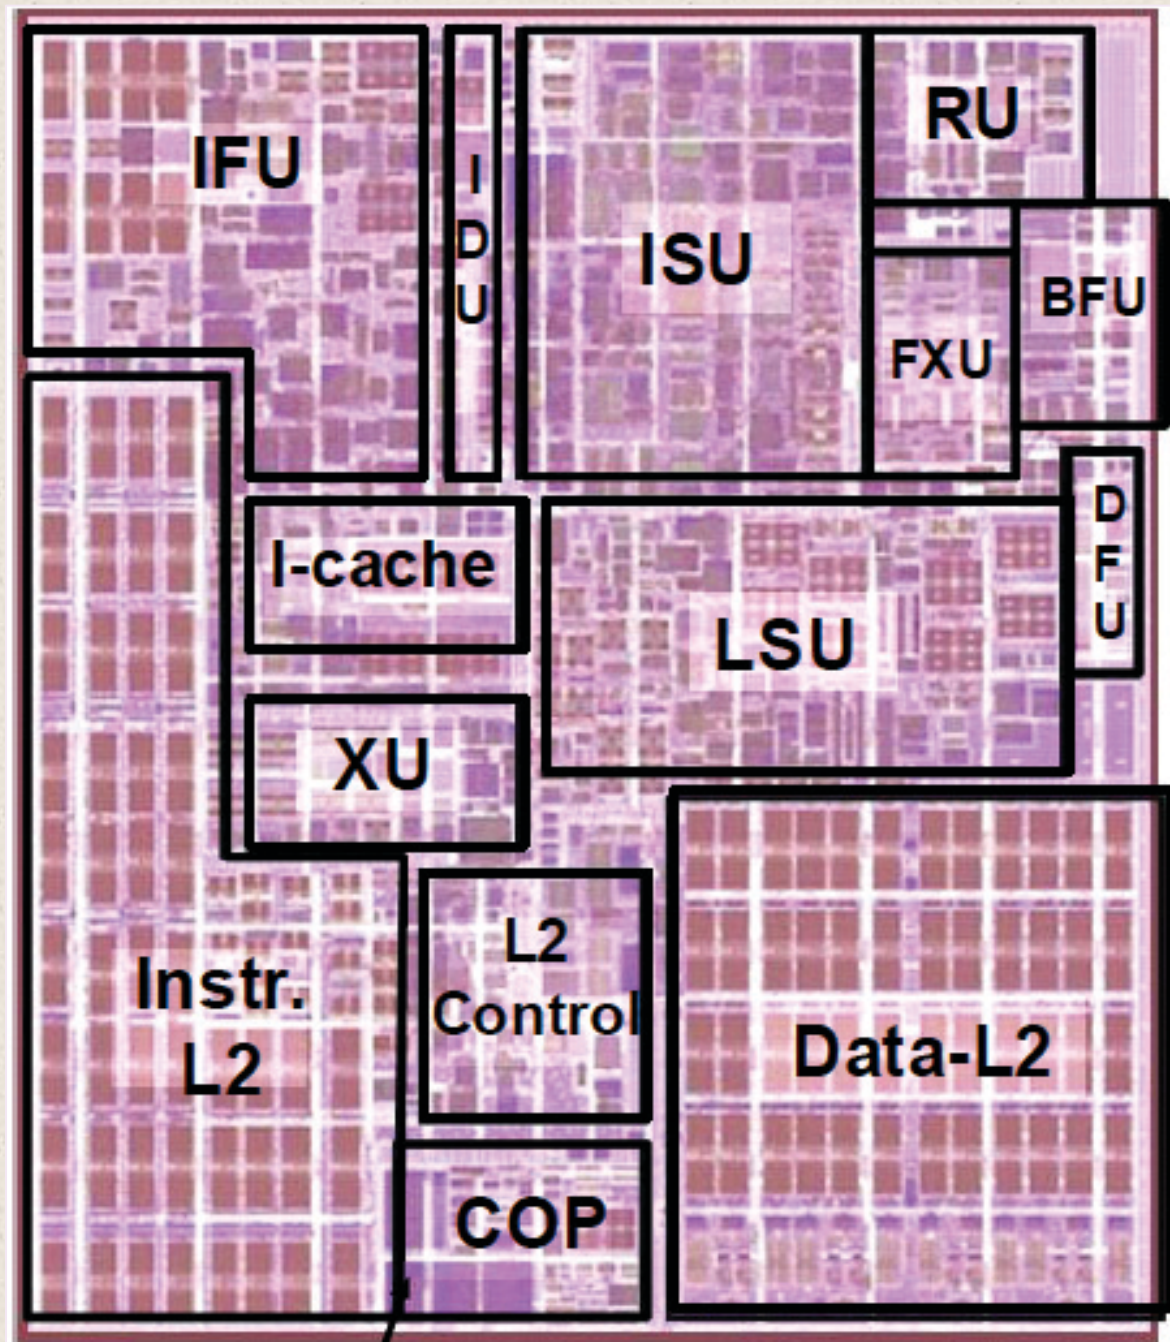 IFU
I
D
U
ISU
RU
FXU
BFU
D
F
U
I-cache
LSU
XU
L2
Control
Instr.
L2
Data-L2
COP